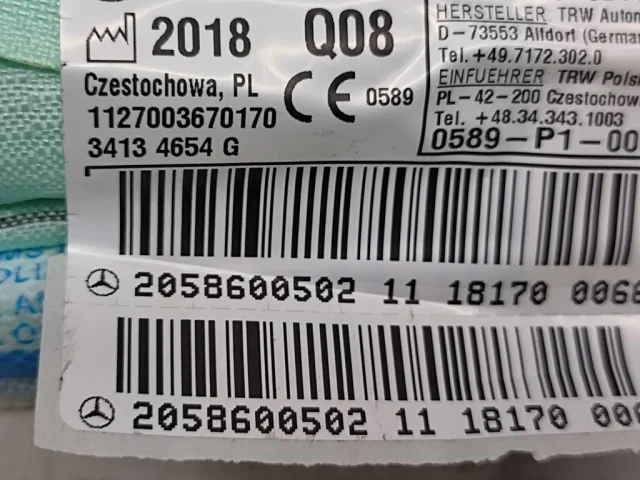 2018 Q08
Czestochowa, PL
CE 0589
1127003670170
3413 4654 G
HERSTELLER TRW Autom
D-73553 Alfdorf (German
Tel. +49.7172.302.0
EINFUEHRER TRW Polsk
PL-42-200 Czestochow
Tel. +48.34.343.1003
0589-P1-00
2058600502 11 18170 006
2058600502 11 18170 00